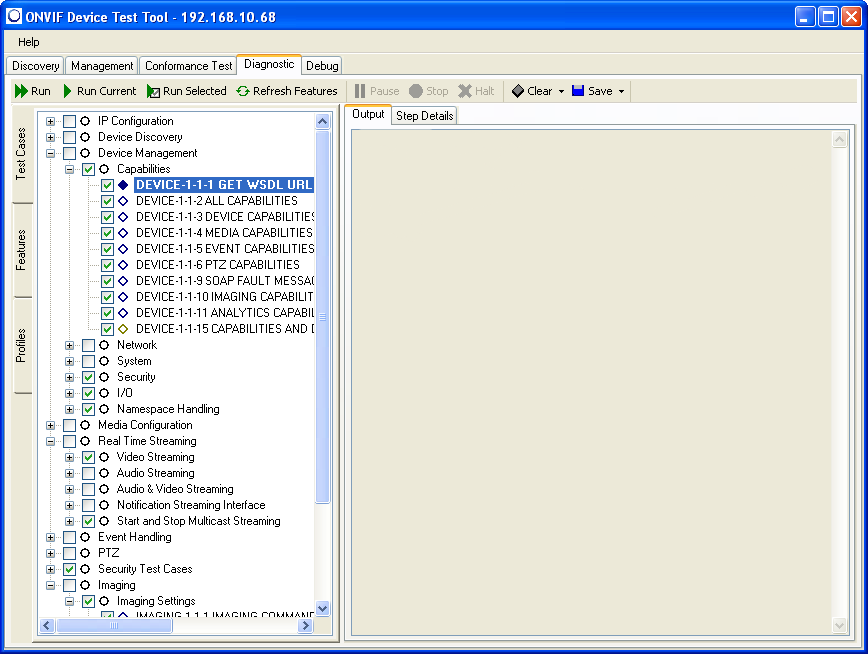 ONVIF Device Test Tool - 192.168.10.68
Help
Discovery Management Conformance Test Diagnostic Debug
Run Run Current Run Selected Refresh Features Pause Stop Halt Clear Save
Test Cases
Features
Profiles
IP Configuration
Device Discovery
Device Management
Capabilities
DEVICE-1-1-1 GET WSDL URL
DEVICE-1-1-2 ALL CAPABILITIES
DEVICE-1-1-3 DEVICE CAPABILITIES
DEVICE-1-1-4 MEDIA CAPABILITIES
DEVICE-1-1-5 EVENT CAPABILITIES
DEVICE-1-1-6 PTZ CAPABILITIES
DEVICE-1-1-9 SOAP FAULT MESSAG
DEVICE-1-1-10 IMAGING CAPABILIT
DEVICE-1-1-11 ANALYTICS CAPABIL
DEVICE-1-1-15 CAPABILITIES AND
Network
System
Security
I/O
Namespace Handling
Media Configuration
Real Time Streaming
Video Streaming
Audio Streaming
Audio & Video Streaming
Notification Streaming Interface
Start and Stop Multicast Streaming
Event Handling
PTZ
Security Test Cases
Imaging
Imaging Settings
IMAGING-1-1-1 IMAGING COMMAND
Output Step Details